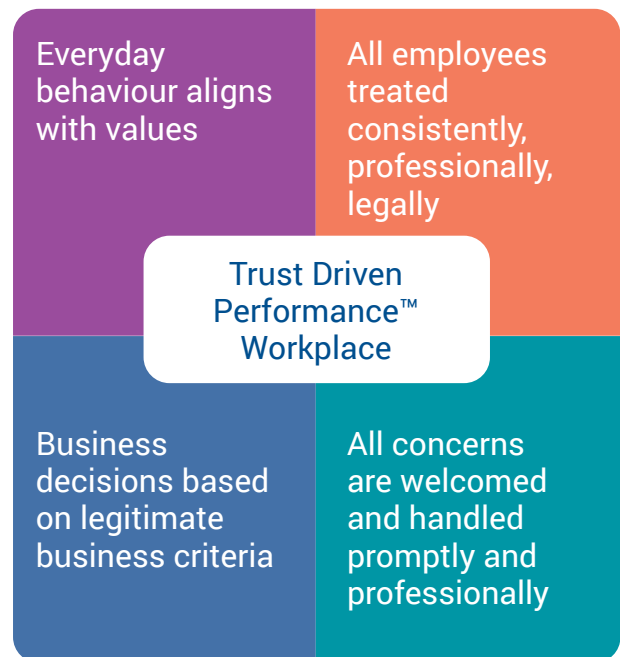 Everyday
behaviour aligns
with values
All employees
treated
consistently,
professionally,
legally
Trust Driven
Performance™
Workplace
Business
decisions based
on legitimate
business criteria
All concerns
are welcomed
and handled
promptly and
professionally